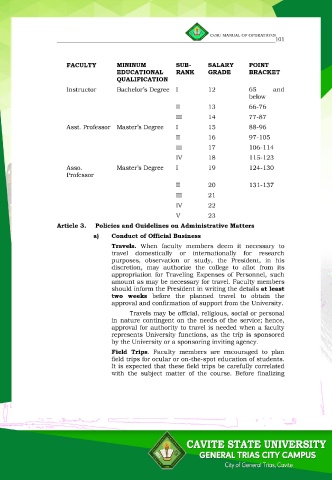 CvSU MANUAL OF OPERATIONS
101
FACULTY MINIMUM EDUCATIONAL QUALIFICATION SUB-RANK SALARY GRADE POINT BRACKET
Instructor Bachelor's Degree I 12 65 and below
II 13 66-76
III 14 77-87
Asst. Professor Master's Degree I 15 88-96
II 16 97-105
III 17 106-114
IV 18 115-123
Asso. Professor Master's Degree I 19 124-130
II 20 131-137
III 21
IV 22
V 23
Article 3. Policies and Guidelines on Administrative Matters
a) Conduct of Official Business
Travels. When faculty members deem it necessary to
travel domestically or internationally for research
purposes, observation or study, the President, in his
discretion, may authorize the college to allot from its
appropriation for Traveling Expenses of Personnel, such
amount as may be necessary for travel. Faculty members
should inform the President in writing the details at least
two weeks before the planned travel to obtain the
approval and confirmation of support from the University.
Travels may be official, religious, social or personal
in nature contingent on the needs of the service; hence,
approval for authority to travel is needed when a faculty
represents University functions, as the trip is sponsored
by the University or a sponsoring inviting agency.
Field Trips. Faculty members are encouraged to plan
field trips for ocular or on-the-spot education of students.
It is expected that these field trips be carefully correlated
with the subject matter of the course. Before finalizing
CAVITE STATE UNIVERSITY
GENERAL TRIAS CITY CAMPUS
City of General Trias, Cavite